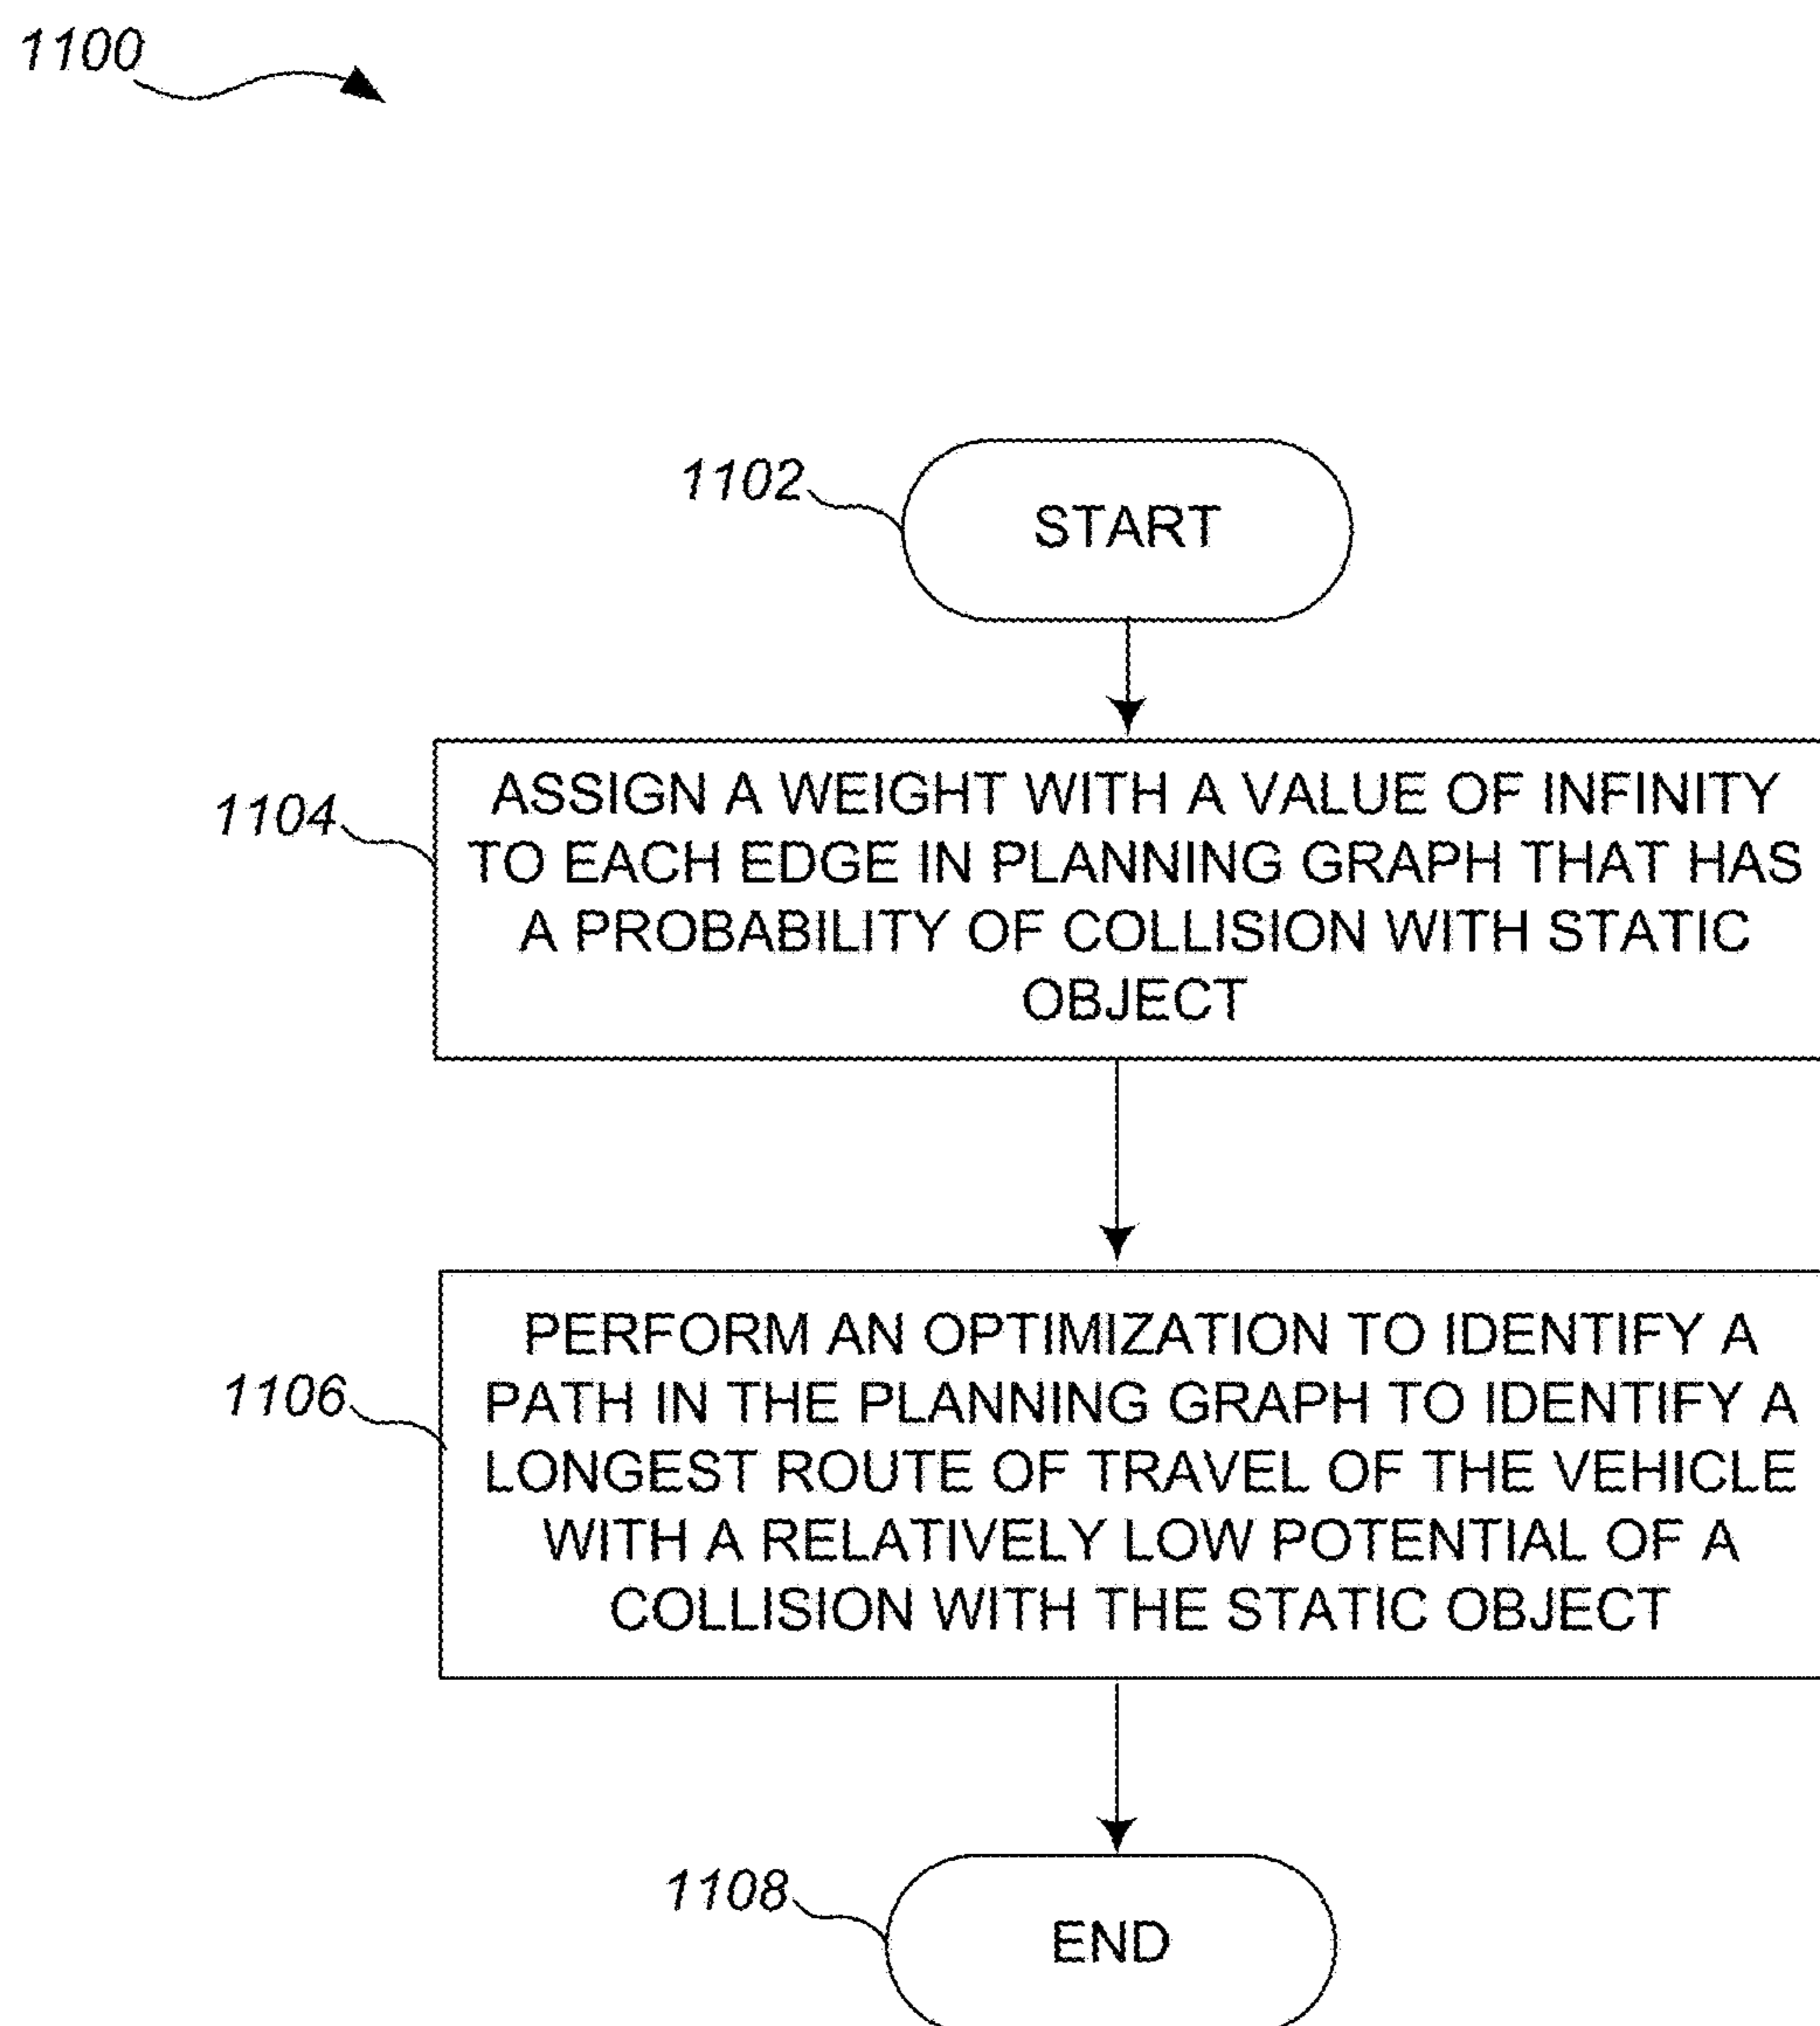 1100
1102
START
1104
ASSIGN A WEIGHT WITH A VALUE OF INFINITY
TO EACH EDGE IN PLANNING GRAPH THAT HAS
A PROBABILITY OF COLLISION WITH STATIC
OBJECT
1106
PERFORM AN OPTIMIZATION TO IDENTIFY A
PATH IN THE PLANNING GRAPH TO IDENTIFY A
LONGEST ROUTE OF TRAVEL OF THE VEHICLE
WITH A RELATIVELY LOW POTENTIAL OF A
COLLISION WITH THE STATIC OBJECT
1108
END